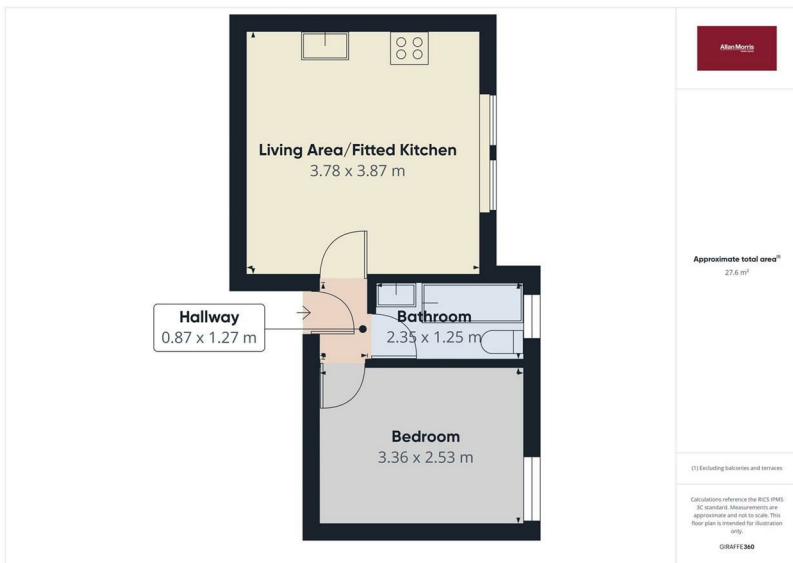 Living Area/Fitted Kitchen
3.78 x 3.87 m
Hallway
0.87 x 1.27 m
Bathroom
2.35 x 1.25 m
Bedroom
3.36 x 2.53 m
Allan Morris
Approximate total area(1)
27.6 m²
(1) Excluding balconies and terraces
Calculations reference the RICS IPMS
3C standard. Measurements are
approximate and not to scale. This
floor plan is intended for illustration
only.
GIRAFFE360